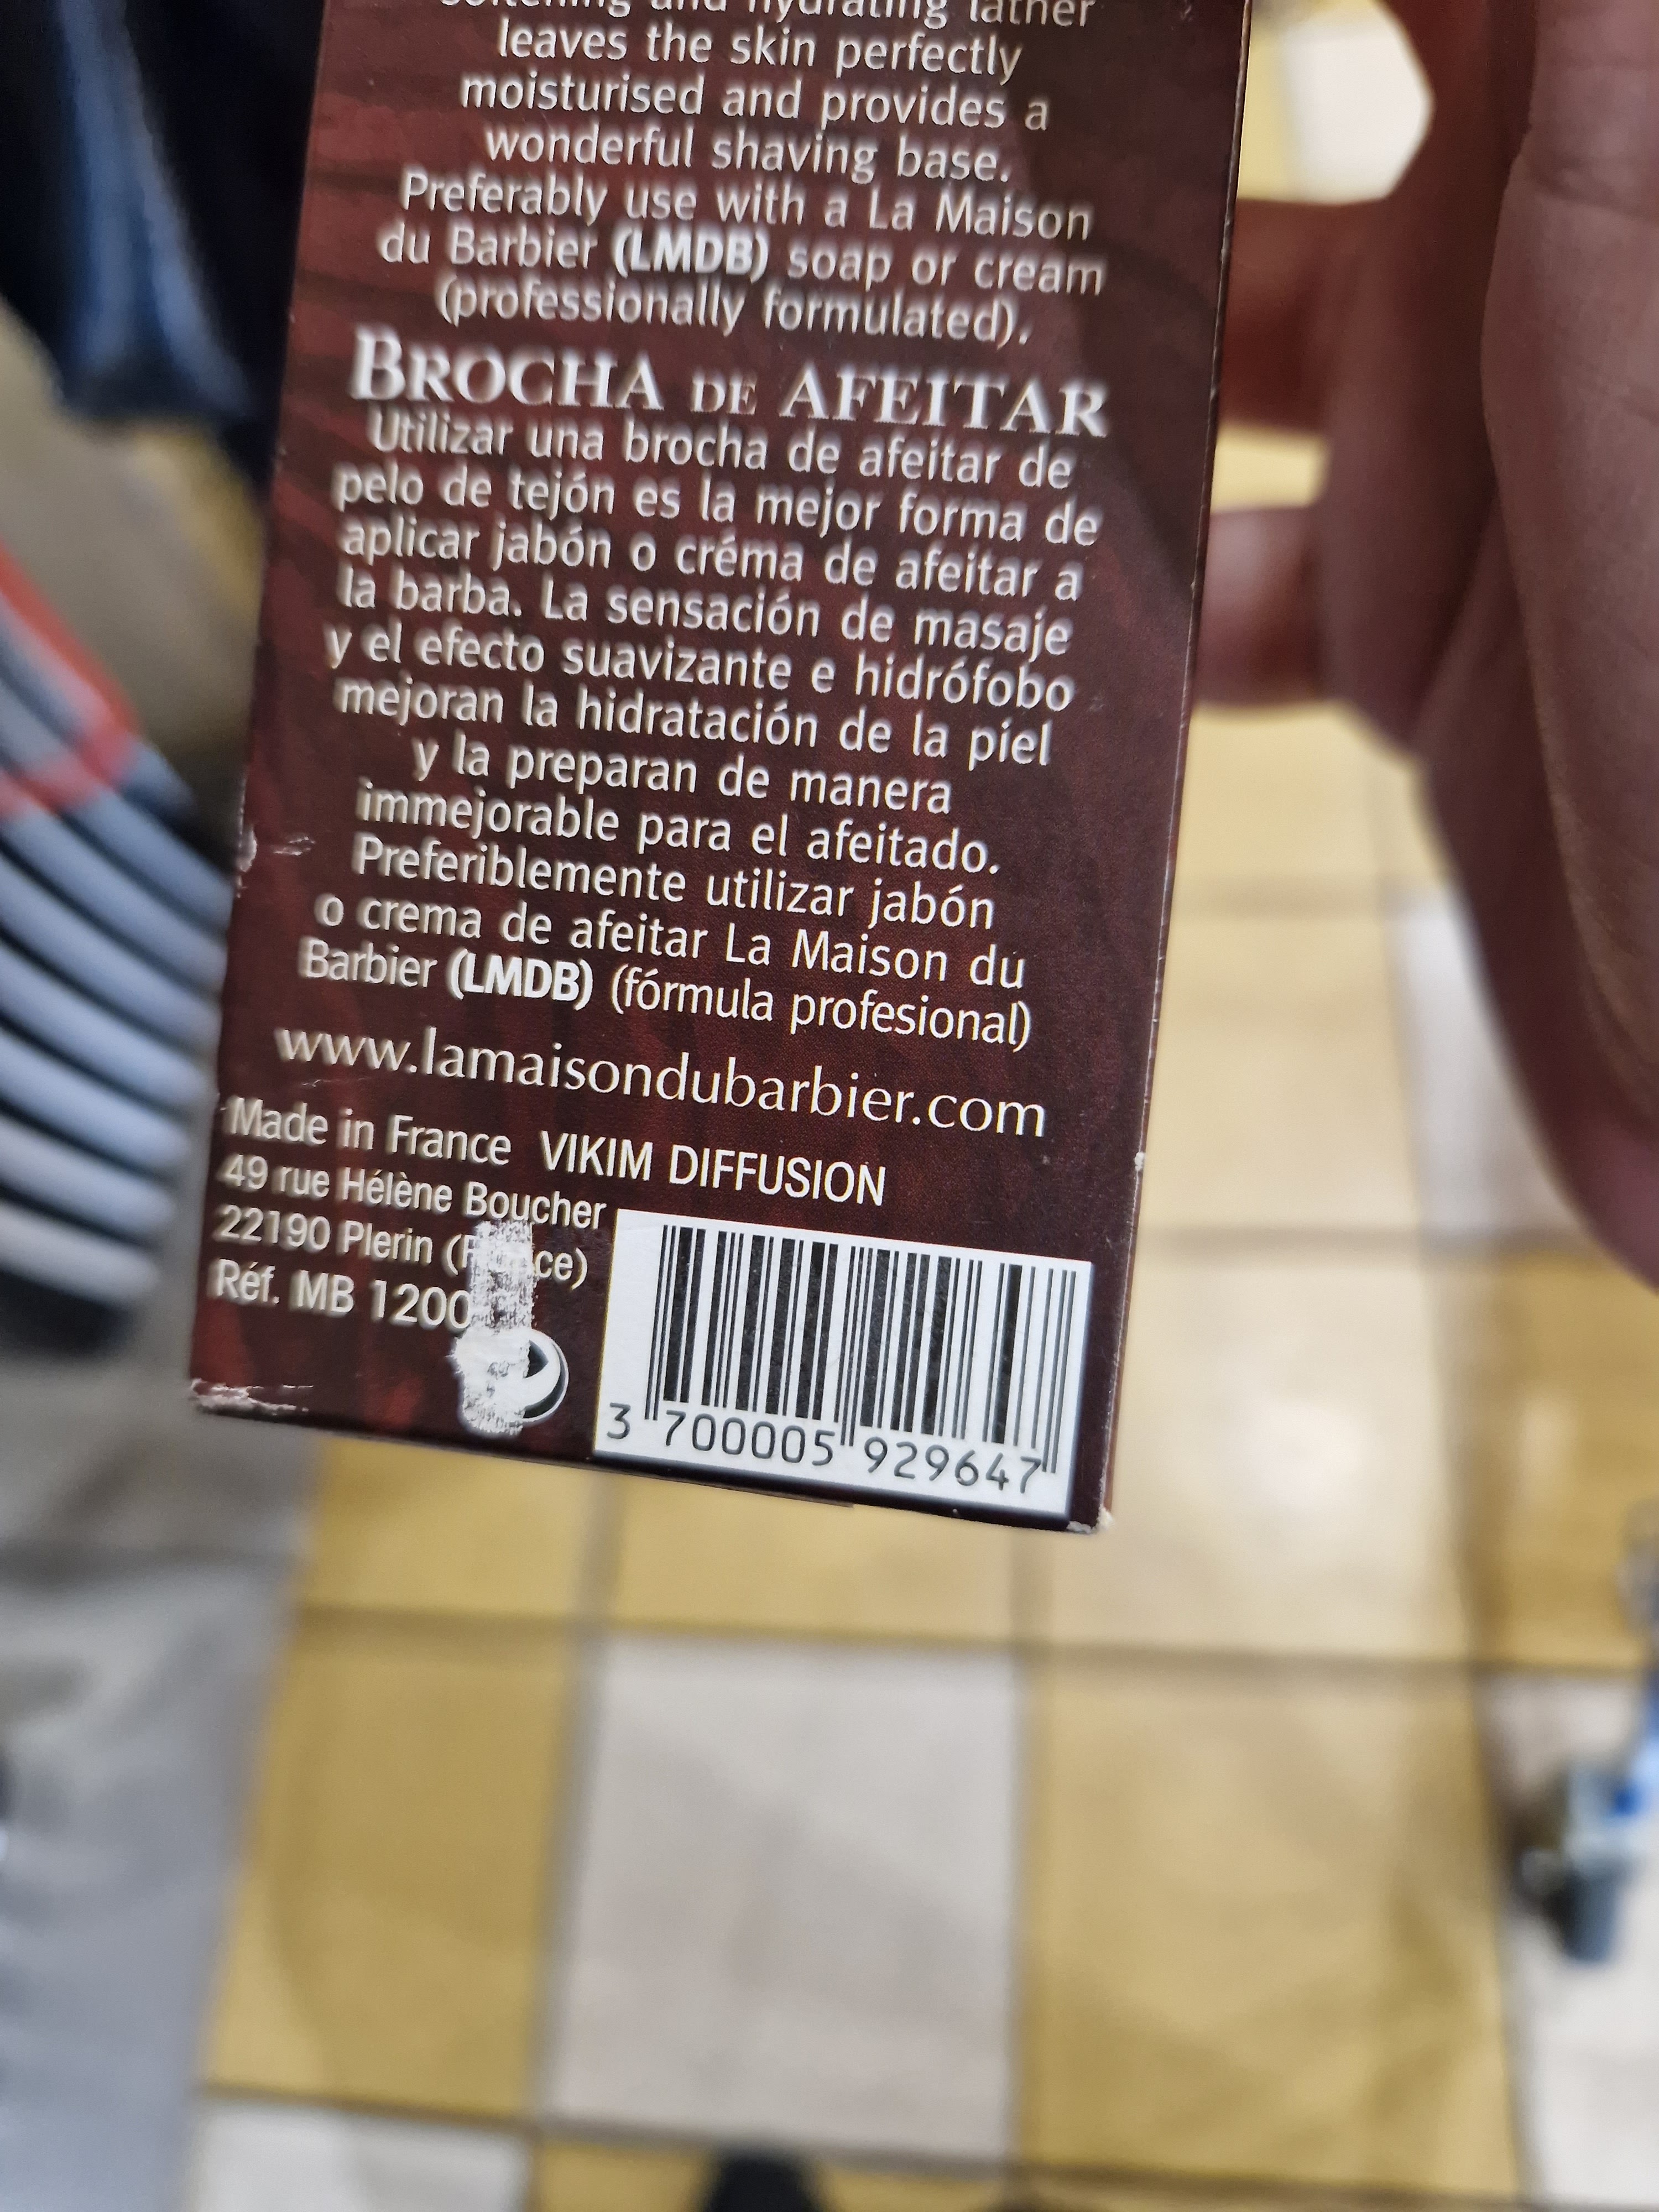 softening and hydrating lather
leaves the skin perfectly
moisturised and provides a
wonderful shaving base.
Preferably use with a La Maison
du Barbier (LMDB) soap or cream
(professionally formulated).
BROCHA DE AFEITAR
Utilizar una brocha de afeitar de
pelo de tejón es la mejor forma de
aplicar jabón o créma de afeitar a
la barba. La sensación de masaje
y el efecto suavizante e hidrófobo
mejoran la hidratación de la piel
y la preparan de manera
immejorable para el afeitado.
Preferiblemente utilizar jabón
o crema de afeitar La Maison du
Barbier (LMDB) (fórmula profesional)
www.lamaisondubarbier.com
Made in France VIKIM DIFFUSION
49 rue Hélène Boucher
22190 Plerin
Réf. MB 1200
3 700005 929647